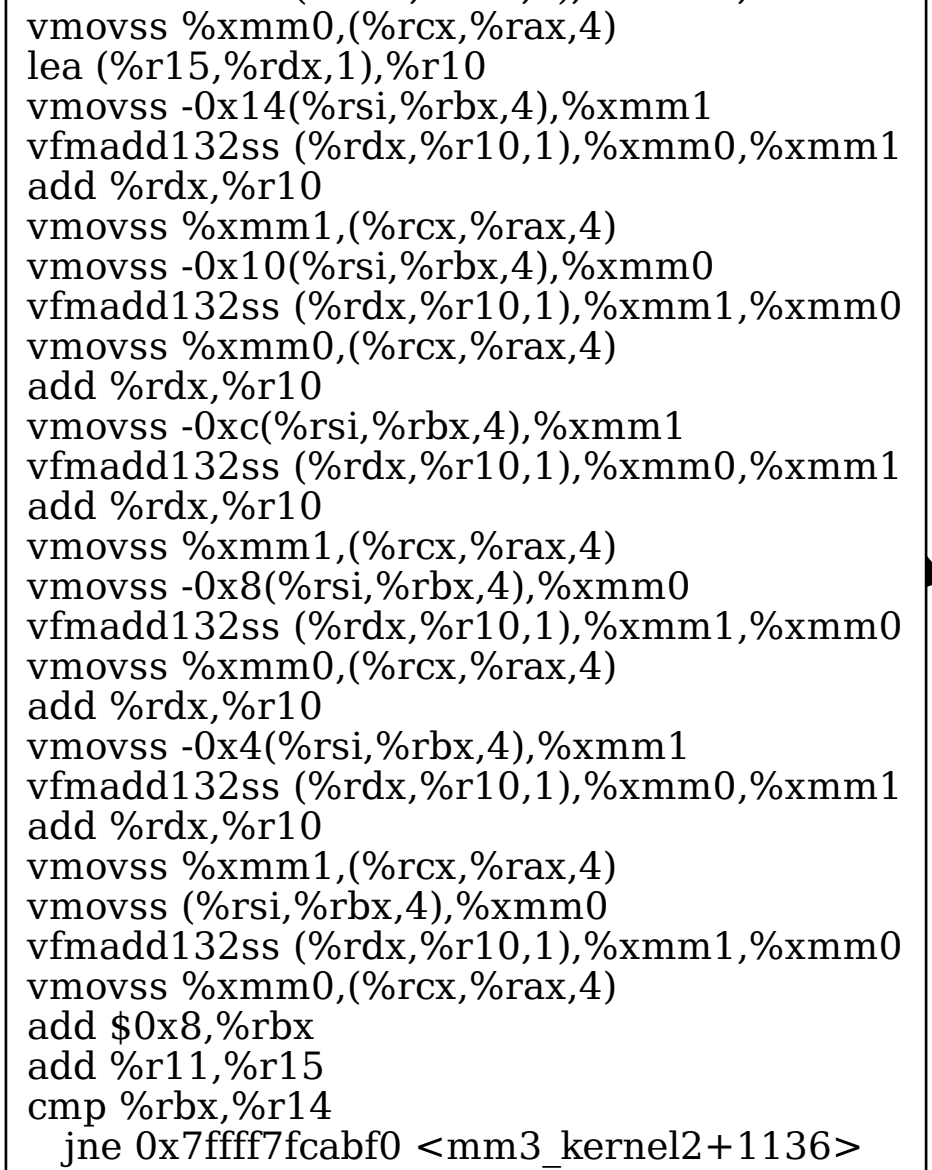 vmovss %xmm0,(%rcx,%rax,4)
lea (%r15,%rdx,1),%r10
vmovss -0x14(%rsi,%rbx,4),%xmm1
vfmadd132ss (%rdx,%r10,1),%xmm0,%xmm1
add %rdx,%r10
vmovss %xmm1,(%rcx,%rax,4)
vmovss -0x10(%rsi,%rbx,4),%xmm0
vfmadd132ss (%rdx,%r10,1),%xmm1,%xmm0
vmovss %xmm0,(%rcx,%rax,4)
add %rdx,%r10
vmovss -0xc(%rsi,%rbx,4),%xmm1
vfmadd132ss (%rdx,%r10,1),%xmm0,%xmm1
add %rdx,%r10
vmovss %xmm1,(%rcx,%rax,4)
vmovss -0x8(%rsi,%rbx,4),%xmm0
vfmadd132ss (%rdx,%r10,1),%xmm1,%xmm0
vmovss %xmm0,(%rcx,%rax,4)
add %rdx,%r10
vmovss -0x4(%rsi,%rbx,4),%xmm1
vfmadd132ss (%rdx,%r10,1),%xmm0,%xmm1
add %rdx,%r10
vmovss %xmm1,(%rcx,%rax,4)
vmovss (%rsi,%rbx,4),%xmm0
vfmadd132ss (%rdx,%r10,1),%xmm1,%xmm0
vmovss %xmm0,(%rcx,%rax,4)
add $0x8,%rbx
add %r11,%r15
cmp %rbx,%r14
jne 0x7ffff7fcabf0 <mm3_kernel2+1136>